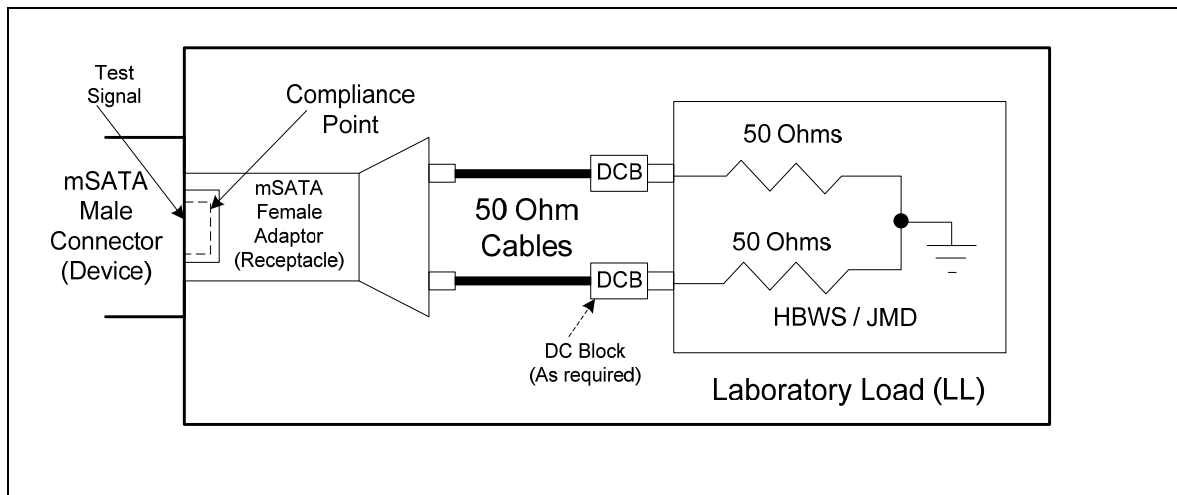 Test
Signal
Compliance
Point
mSATA
Male
Connector
(Device)
mSATA
Female
Adaptor
(Receptacle)
50 Ohm
Cables
DCB
DCB
DC Block
(As required)
50 Ohms
50 Ohms
HBWS / JMD
Laboratory Load (LL)